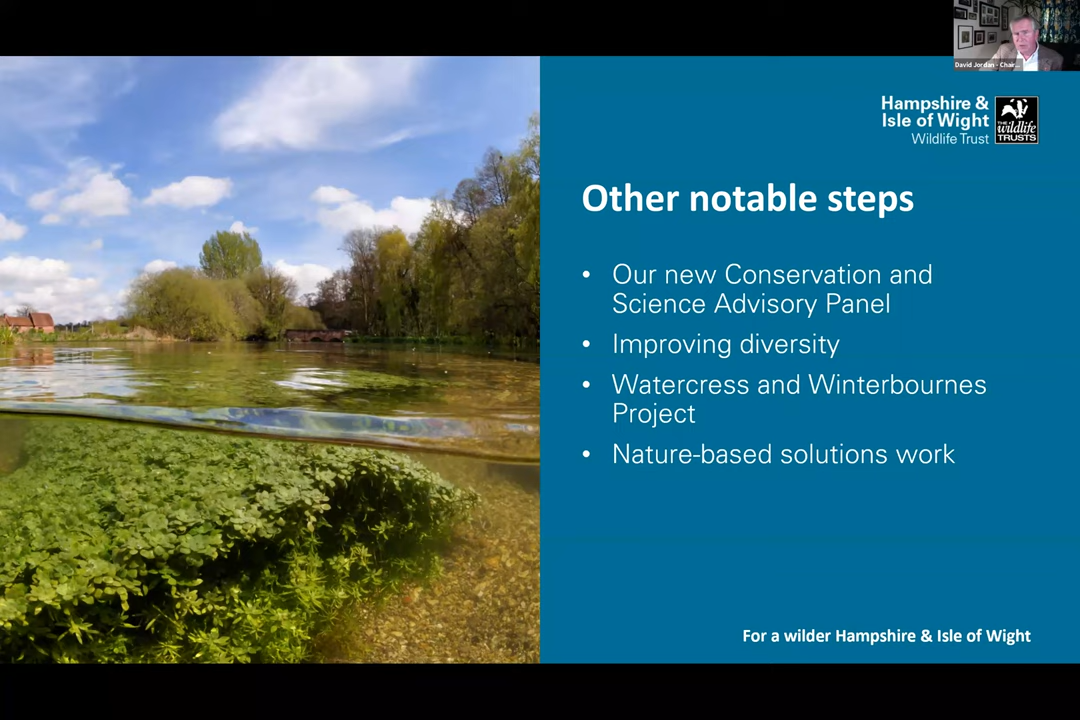 David Jordan - Chair...
Hampshire &
Isle of Wight
Wildlife Trust
THE
wildlife
TRUSTS
Other notable steps
• Our new Conservation and
Science Advisory Panel
• Improving diversity
• Watercress and Winterbournes
Project
• Nature-based solutions work
For a wilder Hampshire & Isle of Wight